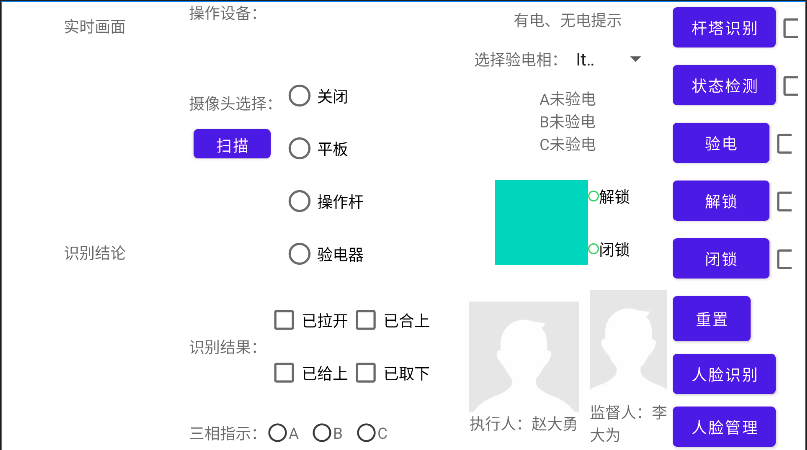 实时画面
操作设备：
摄像头选择：
扫描
关闭
平板
操作杆
验电器
识别结论
识别结果：
已拉开
已合上
已给上
已取下
三相指示：
A
B
C
有电、无电提示
选择验电相：
It..
A未验电
B未验电
C未验电
解锁
闭锁
执行人：赵大勇
监督人：李
大为
杆塔识别
状态检测
验电
解锁
闭锁
重置
人脸识别
人脸管理